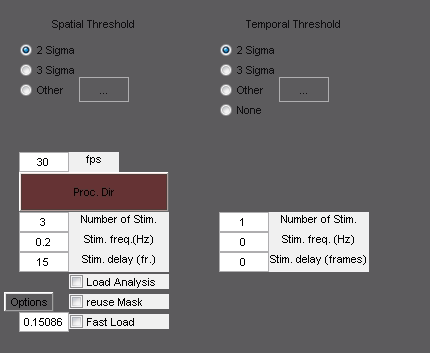 Spatial Threshold
Temporal Threshold
2 Sigma
2 Sigma
3 Sigma
3 Sigma
Other
...
Other
...
None
30
fps
Proc. Dir
3
Number of Stim.
1
Number of Stim.
0.2
Stim. freq.(Hz)
0
Stim. freq.(Hz)
15
Stim. delay (fr.)
0
Stim. delay (frames)
Load Analysis
Options
reuse Mask
0.15086
Fast Load